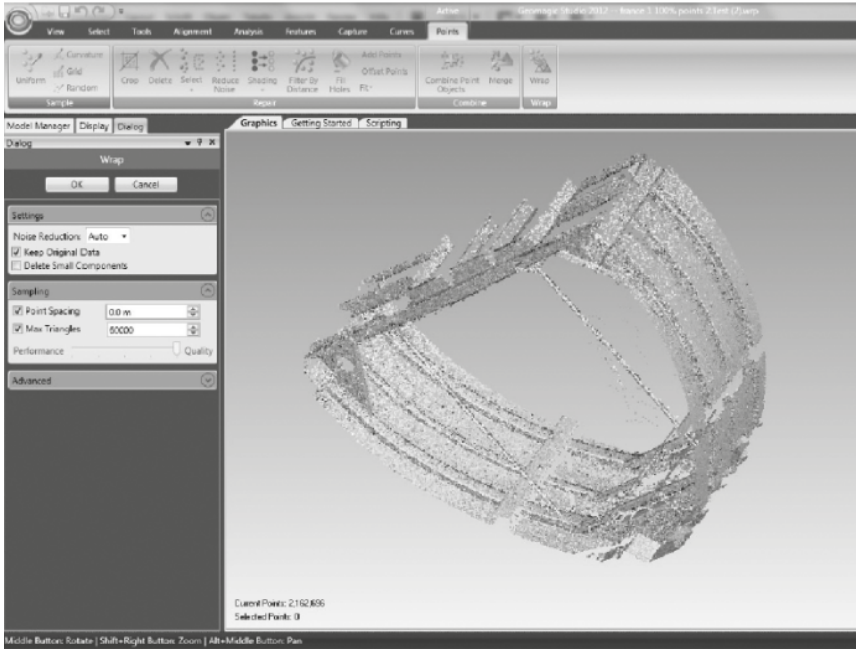 Active
Geomagic Studio 2012
View Select Tools Alignment Analysis Features Capture Curves Points
Uniform
Curvature
Grid
Random
Sample
Crop Delete Select Reduce Noise Shading Filter By Distance Fill Holes
Add Points
Offset Points
Fit
Repair
Combine Point Objects Merge
Combine
Wrap
Wrap
Model Manager Display Dialog
Graphics Getting Started Scripting
Dialog
Wrap
OK Cancel
Settings
Noise Reduction: Auto
Keep Original Data
Delete Small Components
Sampling
Point Spacing 0.0 m
Max Triangles 60000
Performance Quality
Advanced
Current Points: 2,162,696
Selected Points: 0
Middle Button: Rotate | Shift+Right Button: Zoom | Alt+Middle Button: Pan